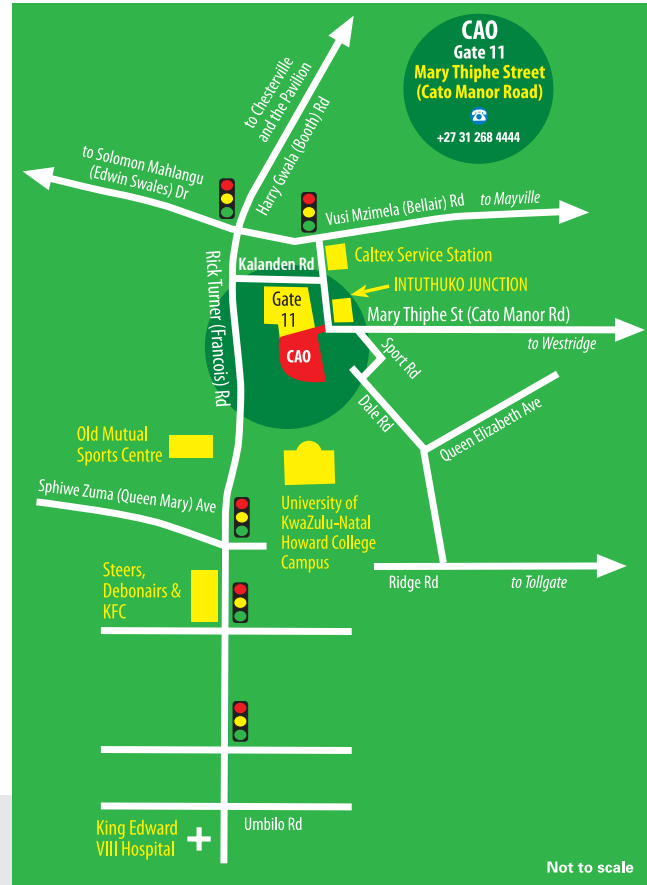 CAO
Gate 11
Mary Thiphe Street
(Cato Manor Road)
+27 31 268 4444
to Chesterville
and the Pavilion
Harry Gwala (Booth) Rd
to Solomon Mahlangu
(Edwin Swales) Dr
Vusi Mzimela (Bellair) Rd
to Mayville
Caltex Service Station
Kalanden Rd
INTUTHUKO JUNCTION
Gate
11
Mary Thiphe St (Cato Manor Rd)
to Westridge
CAO
Rick Turner (Francois) Rd
Sport Rd
Dale Rd
Queen Elizabeth Ave
Old Mutual
Sports Centre
Sphiwe Zuma (Queen Mary) Ave
University of
KwaZulu-Natal
Howard College
Campus
Steers,
Debonairs &
KFC
Ridge Rd
to Tollgate
King Edward
VIII Hospital
Umbilo Rd
Not to scale